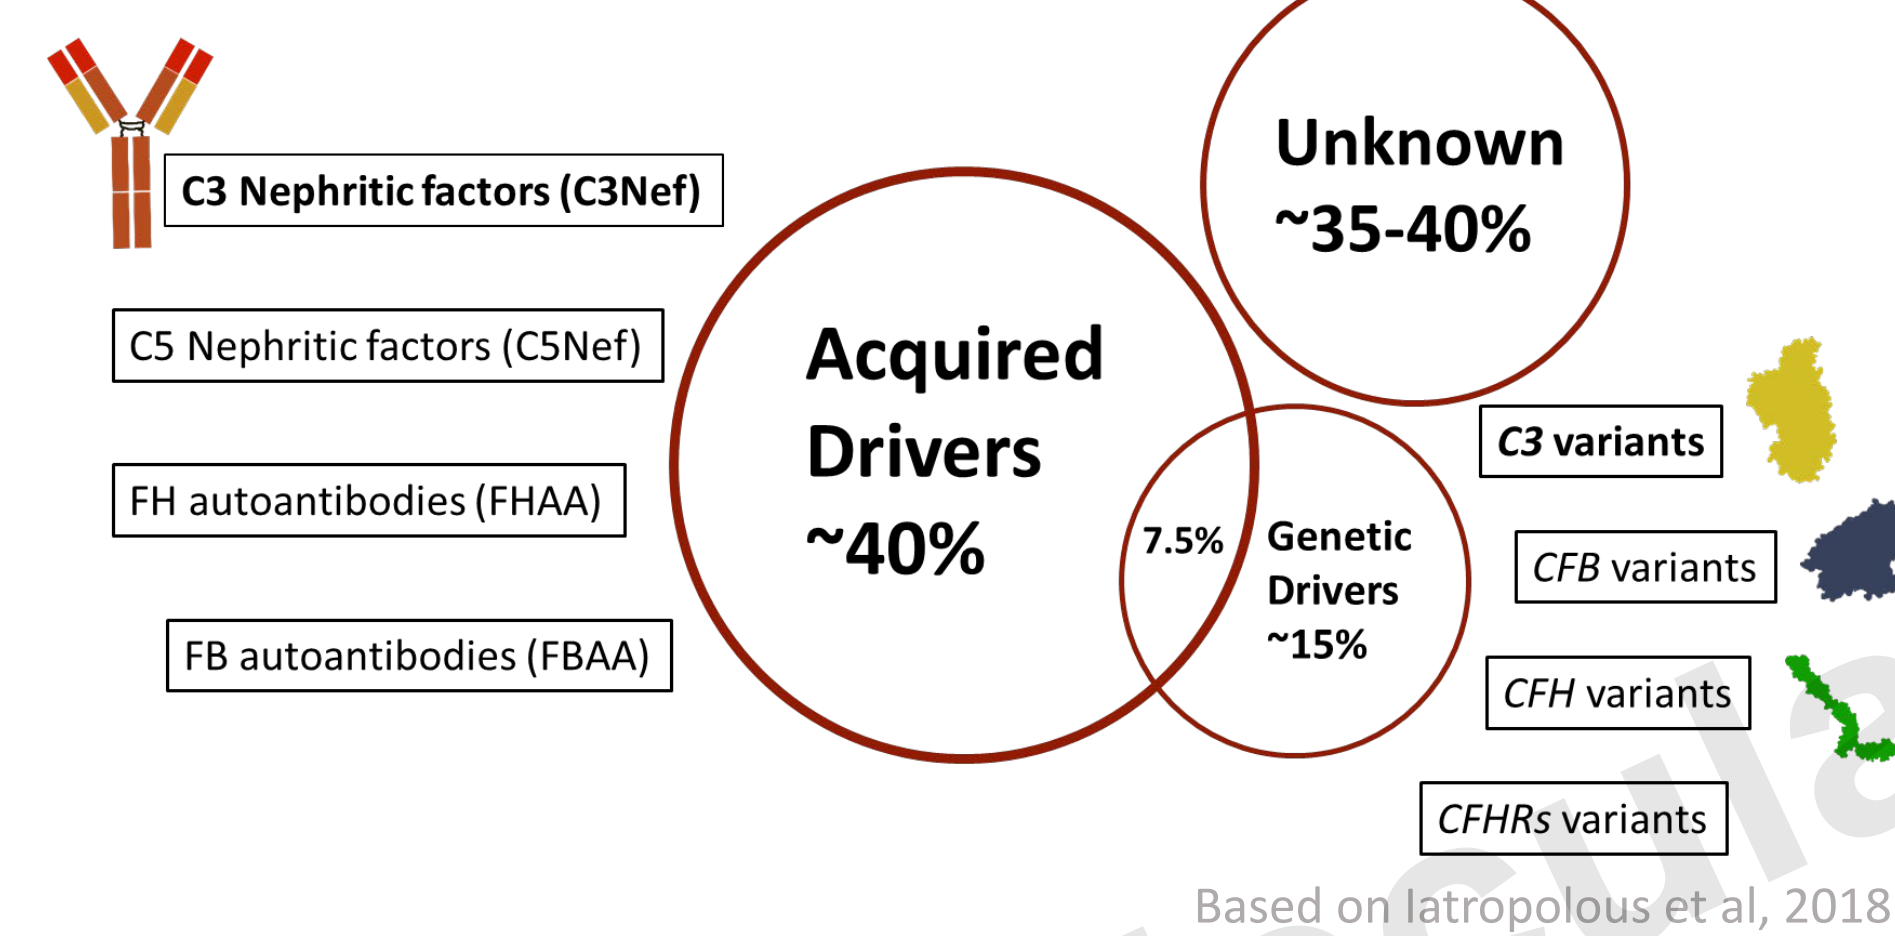 C3 Nephritic factors (C3Nef)
C5 Nephritic factors (C5Nef)
FH autoantibodies (FHAA)
FB autoantibodies (FBAA)
Acquired
Drivers
~40%
7.5%
Genetic
Drivers
~15%
Unknown
~35-40%
C3 variants
CFB variants
CFH variants
CFHRs variants
Based on Iatropolous et al, 2018